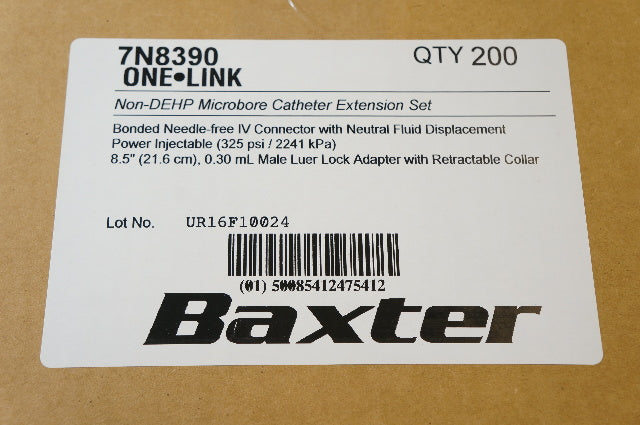 7N8390 QTY 200
ONE•LINK
Non-DEHP Microbore Catheter Extension Set
Bonded Needle-free IV Connector with Neutral Fluid Displacement
Power Injectable (325 psi / 2241 kPa)
8.5" (21.6 cm), 0.30 mL Male Luer Lock Adapter with Retractable Collar
Lot No. UR16F10024
(01) 50085412475412
Baxter